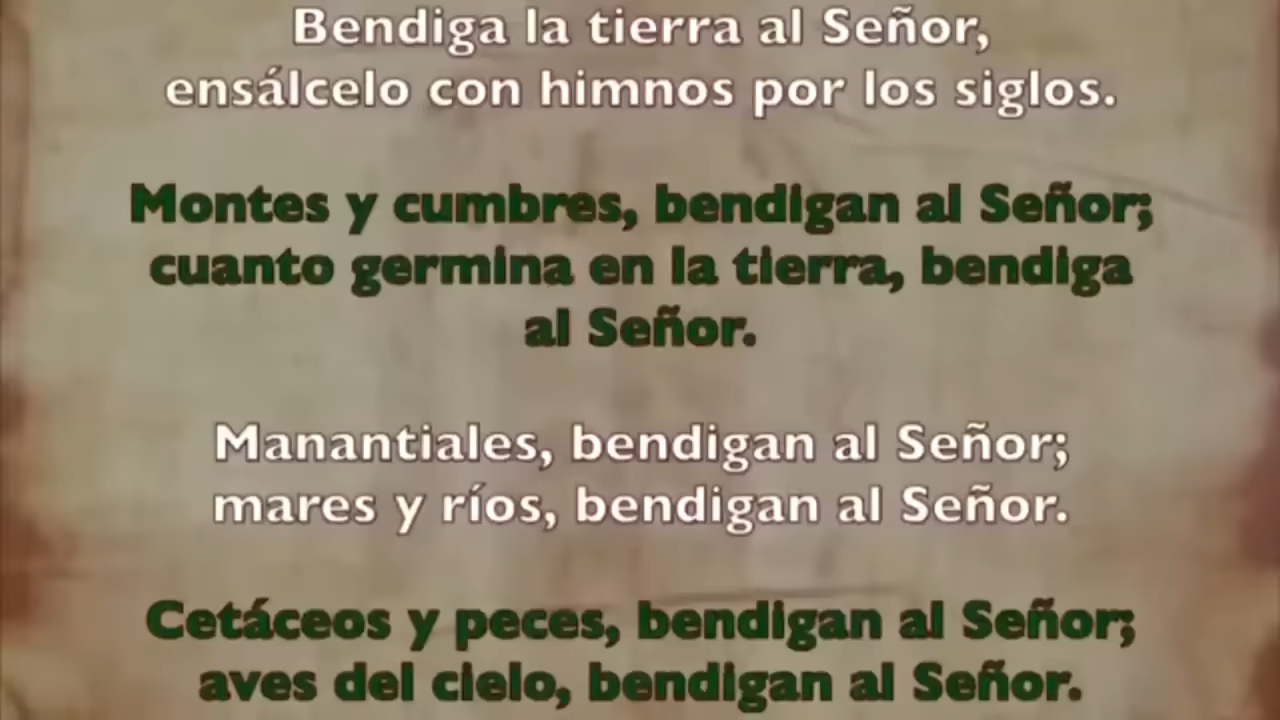 Bendiga la tierra al Señor,
ensálcelo con himnos por los siglos.
Montes y cumbres, bendigan al Señor;
cuanto germina en la tierra, bendiga
al Señor.
Manantiales, bendigan al Señor;
mares y ríos, bendigan al Señor.
Cetáceos y peces, bendigan al Señor;
aves del cielo, bendigan al Señor.